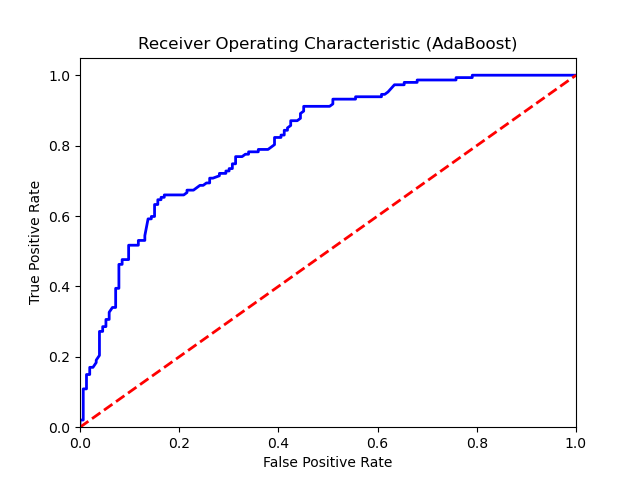 Receiver Operating Characteristic (AdaBoost)
1.0
0.8
0.6
0.4
0.2
0.0
True Positive Rate
0.0 0.2 0.4 0.6 0.8 1.0
False Positive Rate